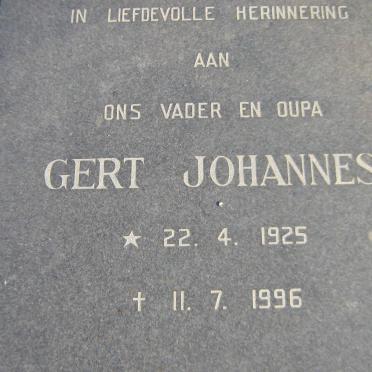 IN LIEFDEVOLLE HERINNERING
AAN
ONS VADER EN OUPA
GERT JOHANNES
★ 22. 4. 1925
† 11. 7. 1996